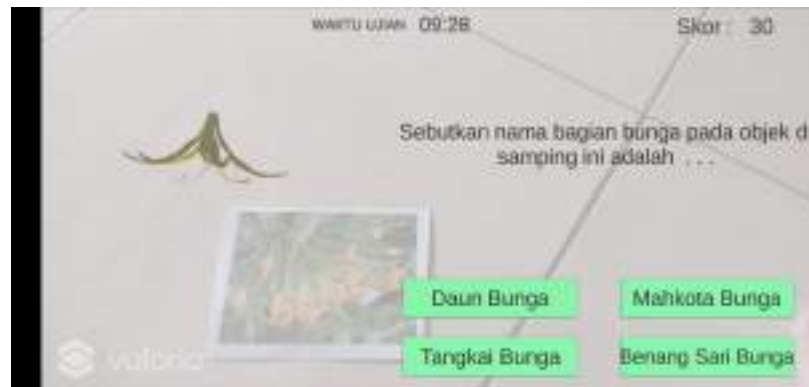 WAKTU UJIAN 09:28
Skor : 30
Sebutkan nama bagian bunga pada objek d
samping ini adalah . . .
Daun Bunga
Mahkota Bunga
Tangkai Bunga
Benang Sari Bunga
vuforia